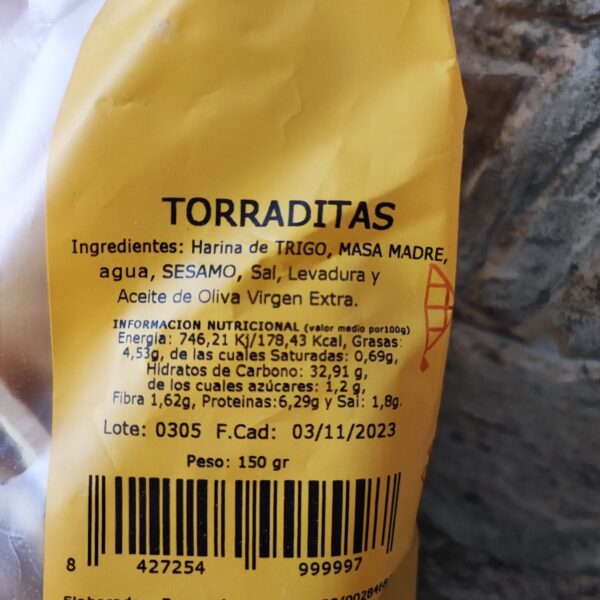 TORRADITAS
Ingredientes: Harina de TRIGO, MASA MADRE,
agua, SESAMO, Sal, Levadura y
Aceite de Oliva Virgen Extra.
INFORMACION NUTRICIONAL (valor medio por100g)
Energia: 746,21 Kj/178,43 Kcal, Grasas:
4,53g, de las cuales Saturadas: 0,69g,
Hidratos de Carbono: 32,91 g,
de los cuales azúcares: 1,2 g,
Fibra 1,62g, Proteinas:6,29g y Sal: 1,8g.
Lote: 0305 F.Cad: 03/11/2023
Peso: 150 gr
8 427254 999997